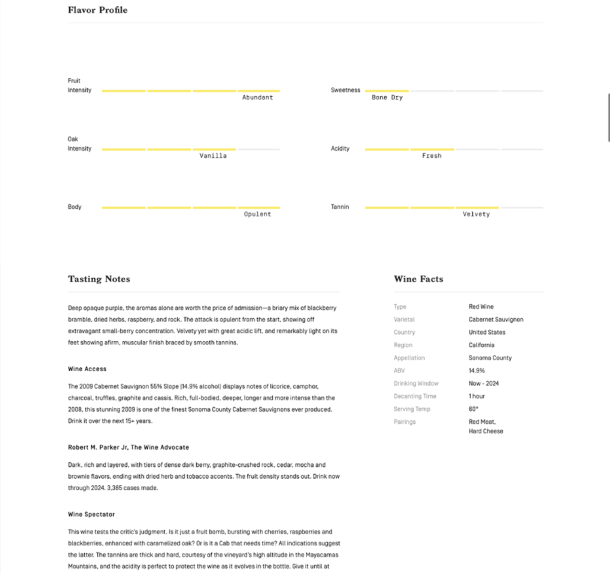 Flavor Profile
Fruit
Intensity
Abundant
Sweetness
Bone Dry
Oak
Intensity
Vanilla
Acidity
Fresh
Body
Opulent
Tannin
Velvety
Tasting Notes
Deep opaque purple, the aromas alone are worth the price of admission—a briary mix of blackberry
bramble, dried herbs, raspberry, and rock. The attack is opulent from the start, showing off
extravagant small-berry concentration. Velvety yet with great acidic lift, and remarkably light on its
feet showing afirm, muscular finish braced by smooth tannins.
Wine Access
The 2009 Cabernet Sauvignon 55% Slope (14.9% alcohol) displays notes of licorice, camphor,
charcoal, truffles, graphite and cassis. Rich, full-bodied, deeper, longer and more intense than the
2008, this stunning 2009 is one of the finest Sonoma County Cabernet Sauvignons ever produced.
Drink it over the next 15+ years.
Robert M. Parker Jr, The Wine Advocate
Dark, rich and layered, with tiers of dense dark berry, graphite-crushed rock, cedar, mocha and
brownie flavors, ending with dried herb and tobacco accents. The fruit density stands out. Drink now
through 2024. 3,385 cases made.
Wine Spectator
This wine tests the critic's judgment. Is it just a fruit bomb, bursting with cherries, raspberries and
blackberries, enhanced with caramelized oak? Or is it a Cab that needs time? All indications suggest
the latter. The tannins are thick and hard, courtesy of the vineyard's high altitude in the Mayacamas
Mountains, and the acidity is perfect to protect the wine as it evolves in the bottle. Give it until at
Wine Facts
Type Red Wine
Varietal Cabernet Sauvignon
Country United States
Region California
Appellation Sonoma County
ABV 14.9%
Drinking Window Now - 2024
Decanting Time 1 hour
Serving Temp 60°
Pairings Red Meat,
Hard Cheese